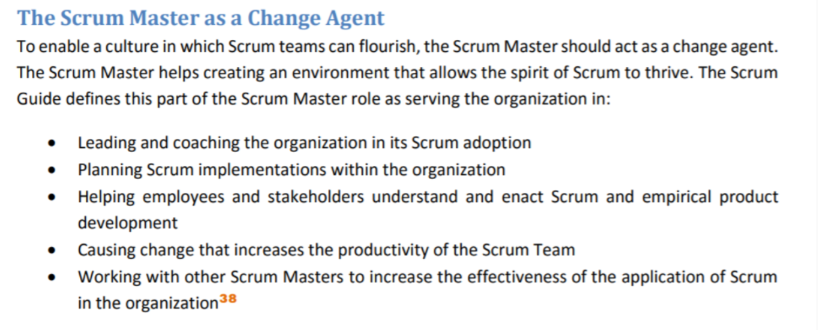 The Scrum Master as a Change Agent
To enable a culture in which Scrum teams can flourish, the Scrum Master should act as a change agent.
The Scrum Master helps creating an environment that allows the spirit of Scrum to thrive. The Scrum
Guide defines this part of the Scrum Master role as serving the organization in:
• Leading and coaching the organization in its Scrum adoption
• Planning Scrum implementations within the organization
• Helping employees and stakeholders understand and enact Scrum and empirical product
development
• Causing change that increases the productivity of the Scrum Team
• Working with other Scrum Masters to increase the effectiveness of the application of Scrum
in the organization38